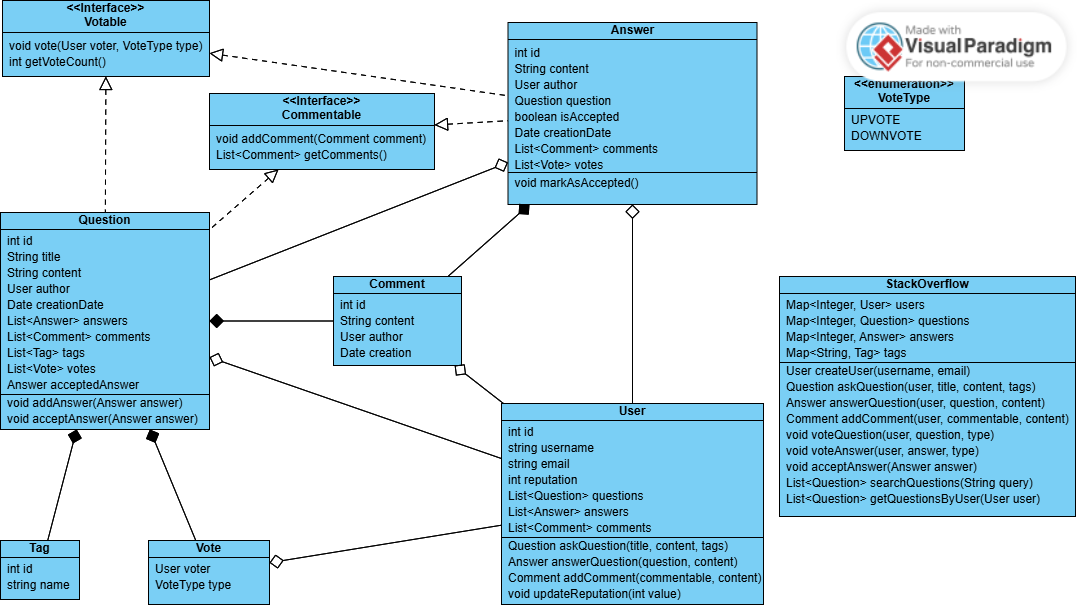 <<Interface>>
Votable
void vote(User voter, VoteType type)
int getVoteCount()
<<Interface>>
Commentable
void addComment(Comment comment)
List<Comment> getComments()
Answer
int id
String content
User author
Question question
boolean isAccepted
Date creationDate
List<Comment> comments
List<Vote> votes
void markAsAccepted()
Made with
VisualParadigm
For non-commercial use
<<enumeration>>
VoteType
UPVOTE
DOWNVOTE
Question
int id
String title
String content
User author
Date creationDate
List<Answer> answers
List<Comment> comments
List<Tag> tags
List<Vote> votes
Answer acceptedAnswer
void addAnswer(Answer answer)
void acceptAnswer(Answer answer)
Comment
int id
String content
User author
Date creation
StackOverflow
Map<Integer, User> users
Map<Integer, Question> questions
Map<Integer, Answer> answers
Map<String, Tag> tags
User createUser(username, email)
Question askQuestion(user, title, content, tags)
Answer answerQuestion(user, question, content)
Comment addComment(user, commentable, content)
void voteQuestion(user, question, type)
void voteAnswer(user, answer, type)
void acceptAnswer(Answer answer)
List<Question> searchQuestions(String query)
List<Question> getQuestionsByUser(User user)
User
int id
string username
string email
int reputation
List<Question> questions
List<Answer> answers
List<Comment> comments
Question askQuestion(title, content, tags)
Answer answerQuestion(question, content)
Comment addComment(commentable, content)
void updateReputation(int value)
Tag
int id
string name
Vote
User voter
VoteType type